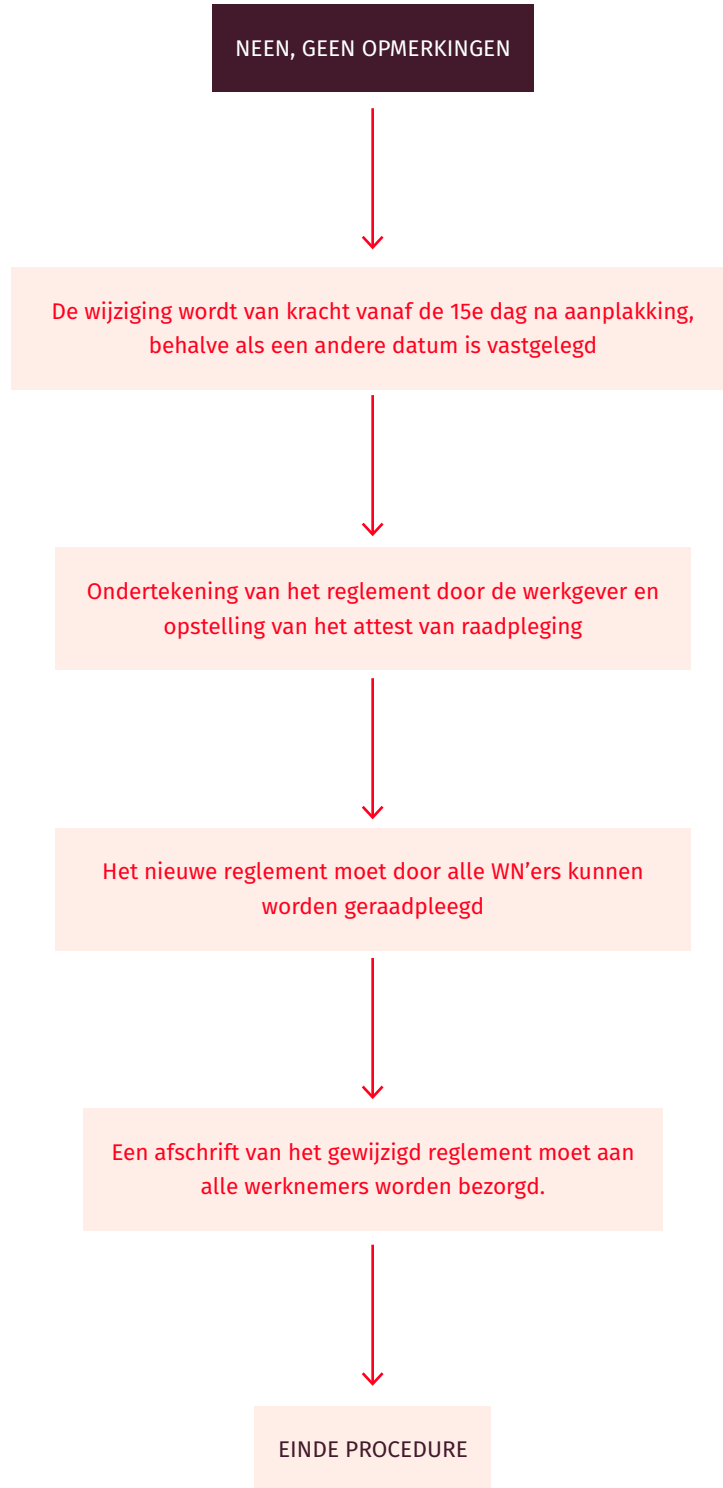 NEEN, GEEN OPMERKINGEN
De wijziging wordt van kracht vanaf de 15e dag na aanplakking,
behalve als een andere datum is vastgelegd
Ondertekening van het reglement door de werkgever en
opstelling van het attest van raadpleging
Het nieuwe reglement moet door alle WN’ers kunnen
worden geraadpleegd
Een afschrift van het gewijzigd reglement moet aan
alle werknemers worden bezorgd.
EINDE PROCEDURE